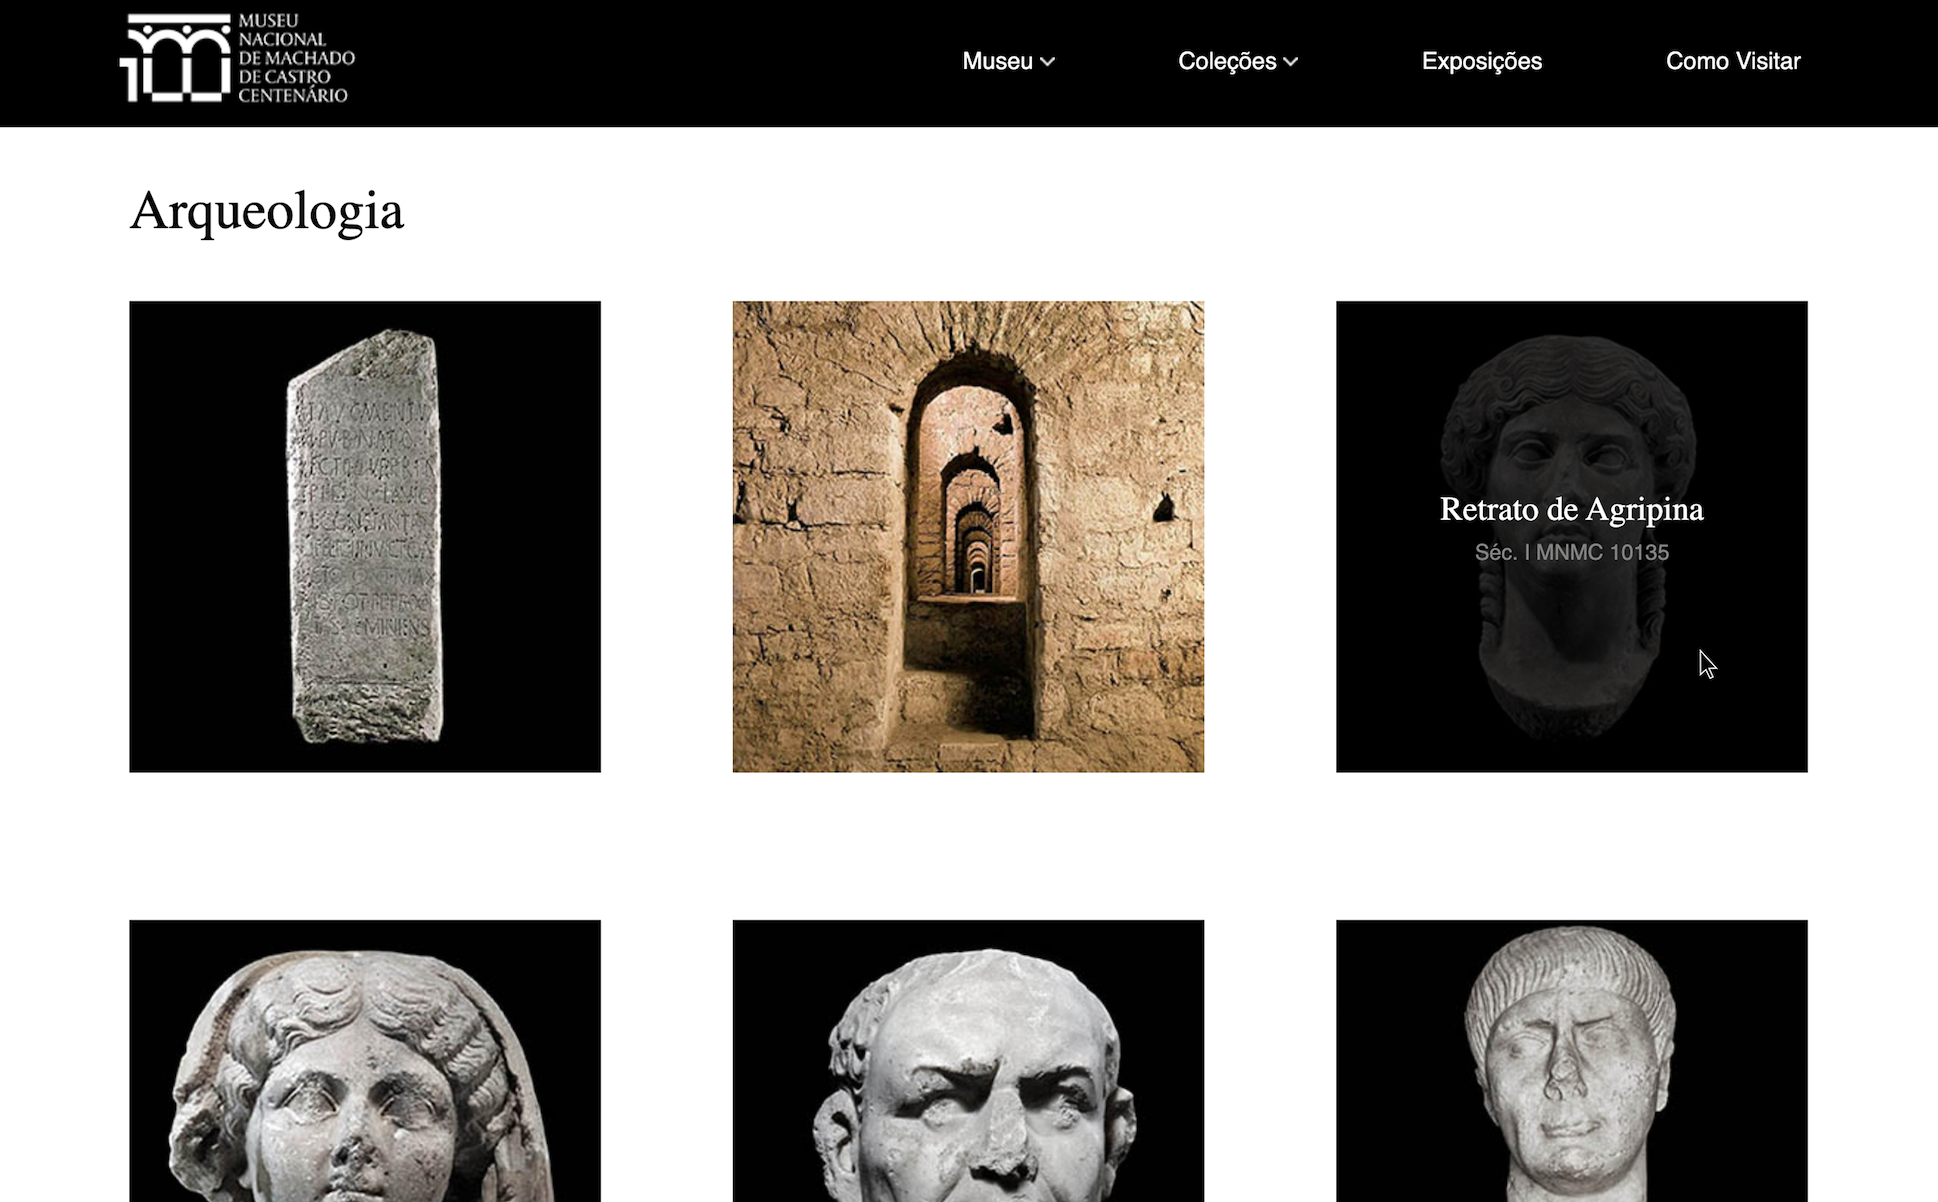 MUSEU
NACIONAL
DE MACHADO
DE CASTRO
CENTENÁRIO
100
Museu
Coleções
Exposições
Como Visitar
Arqueologia
Retrato de Agripina
Séc. I MNMC 10135